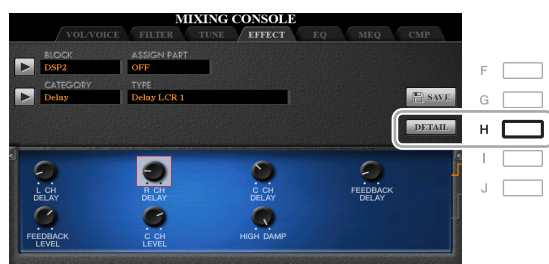 MIXING CONSOLE
VOL/VOICE FILTER TUNE EFFECT EQ MEQ CMP
BLOCK ASSIGN PART
DSP2 OFF
CATEGORY TYPE
Delay Delay LCR 1
SAVE
DETAIL
F
G
H
I
J
L CH DELAY
R CH DELAY
C CH DELAY
FEEDBACK DELAY
FEEDBACK LEVEL
C CH LEVEL
HIGH DAMP